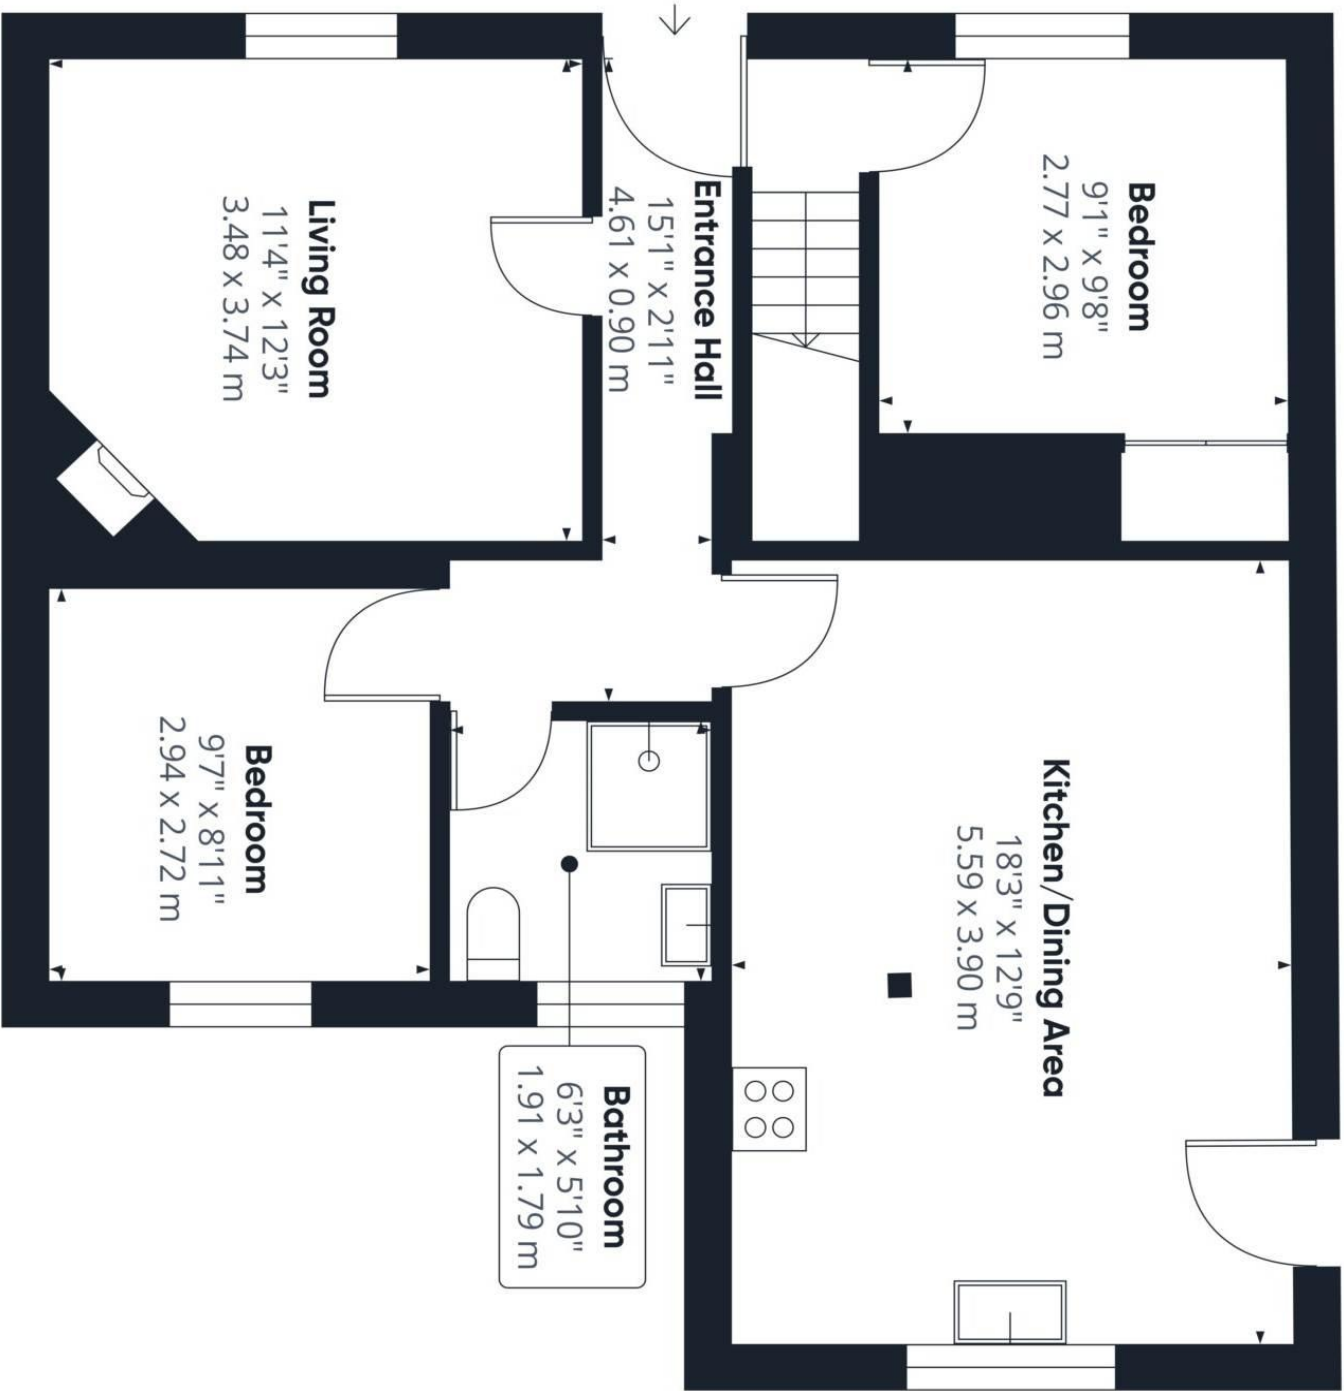 Bedroom
9'1" x 9'8"
2.77 x 2.96 m
Entrance Hall
15'1" x 2'11"
4.61 x 0.90 m
Living Room
11'4" x 12'3"
3.48 x 3.74 m
Kitchen/Dining Area
18'3" x 12'9"
5.59 x 3.90 m
Bedroom
9'7" x 8'11"
2.94 x 2.72 m
Bathroom
6'3" x 5'10"
1.91 x 1.79 m